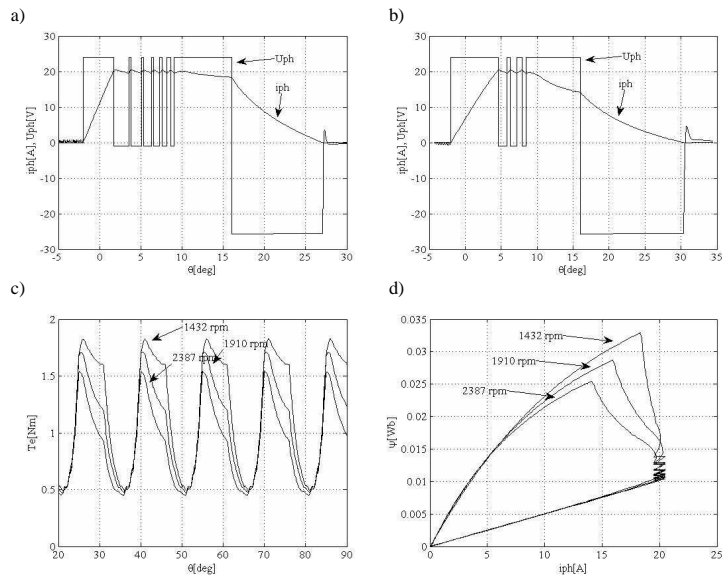 a)
b)
30
20
10
0
-10
-20
-30
iph[A], Uph[V]
Uph
iph
-5 0 5 10 15 20 25 30
θ[deg]
30
20
10
0
-10
-20
-30
iph[A], Uph[V]
Uph
iph
-5 0 5 10 15 20 25 30 35
θ[deg]
c)
d)
2
1.5
1
0.5
0
Te[Nm]
1432 rpm
1910 rpm
2387 rpm
20 30 40 50 60 70 80 90
θ[deg]
0.035
0.03
0.025
0.02
0.015
0.01
0.005
0
ψ[Wb]
1432 rpm
1910 rpm
2387 rpm
0 5 10 15 20 25
iph[A]